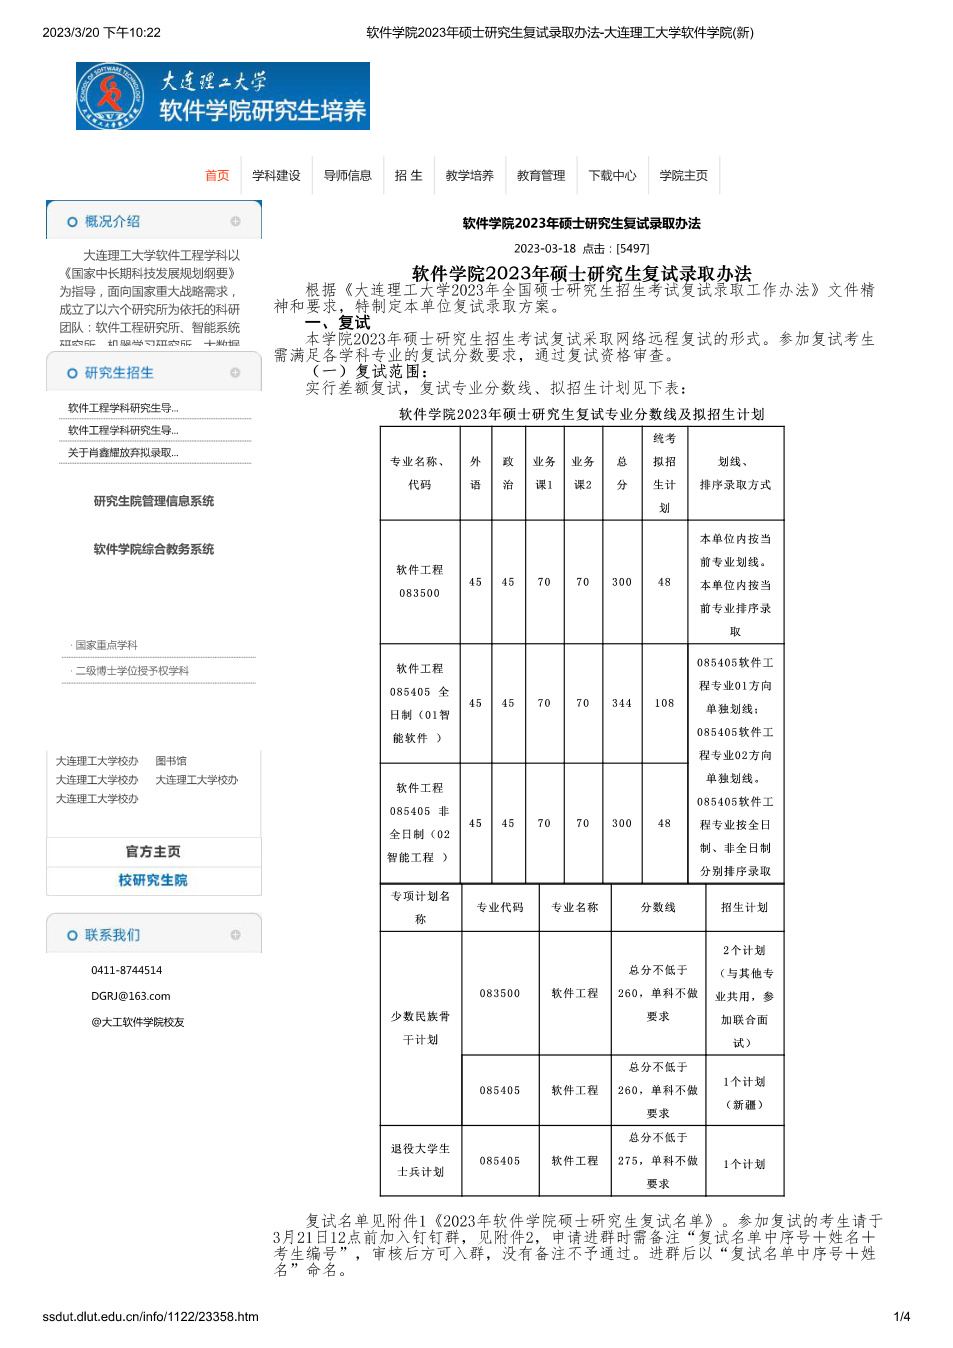 2023/3/20 下午10:22
软件学院2023年硕士研究生复试录取办法-大连理工大学软件学院(新)
大连理工大学
软件学院研究生培养
首页 学科建设 导师信息 招 生 教学培养 教育管理 下载中心 学院主页
概况介绍
大连理工大学软件工程学科以
《国家中长期科技发展规划纲要》
为指导，面向国家重大战略需求，
成立了以六个研究所为依托的科研
团队：软件工程研究所、智能系统
研究所、机器学习研究所、大数据
研究生招生
软件工程学科研究生导...
软件工程学科研究生导...
关于肖鑫耀放弃拟录取...
研究生院管理信息系统
软件学院综合教务系统
· 国家重点学科
· 二级博士学位授予权学科
大连理工大学校办 图书馆
大连理工大学校办 大连理工大学校办
大连理工大学校办
官方主页
校研究生院
联系我们
0411-8744514
DGRJ@163.com
@大工软件学院校友
软件学院2023年硕士研究生复试录取办法
2023-03-18 点击：[5497]
软件学院2023年硕士研究生复试录取办法
根据《大连理工大学2023年全国硕士研究生招生考试复试录取工作办法》文件精
神和要求，特制定本单位复试录取方案。
一、复试
本学院2023年硕士研究生招生考试复试采取网络远程复试的形式。参加复试考生
需满足各学科专业的复试分数要求，通过复试资格审查。
（一）复试范围：
实行差额复试，复试专业分数线、拟招生计划见下表：
软件学院2023年硕士研究生复试专业分数线及拟招生计划
专业名称、
代码
外
语
政
治
业务
课1
业务
课2
总
分
统考
拟招
生计
划
划线、
排序录取方式
软件工程
083500
45 45 70 70 300 48
本单位内按当
前专业划线。
本单位内按当
前专业排序录
取
软件工程
085405 全
日制（01智
能软件 ）
45 45 70 70 344 108
085405软件工
程专业01方向
单独划线；
085405软件工
程专业02方向
单独划线。
085405软件工
程专业按全日
制、非全日制
分别排序录取
软件工程
085405 非
全日制（02
智能工程 ）
45 45 70 70 300 48
专项计划名
称
专业代码 专业名称 分数线 招生计划
少数民族骨
干计划
083500 软件工程
总分不低于
260，单科不做
要求
2个计划
（与其他专
业共用，参
加联合面
试）
085405 软件工程
总分不低于
260，单科不做
要求
1个计划
（新疆）
退役大学生
士兵计划
085405 软件工程
总分不低于
275，单科不做
要求
1个计划
复试名单见附件1《2023年软件学院硕士研究生复试名单》。参加复试的考生请于
3月21日12点前加入钉钉群，见附件2，申请进群时需备注“复试名单中序号＋姓名＋
考生编号”，审核后方可入群，没有备注不予通过。进群后以“复试名单中序号＋姓
名”命名。
ssdut.dlut.edu.cn/info/1122/23358.htm
1/4